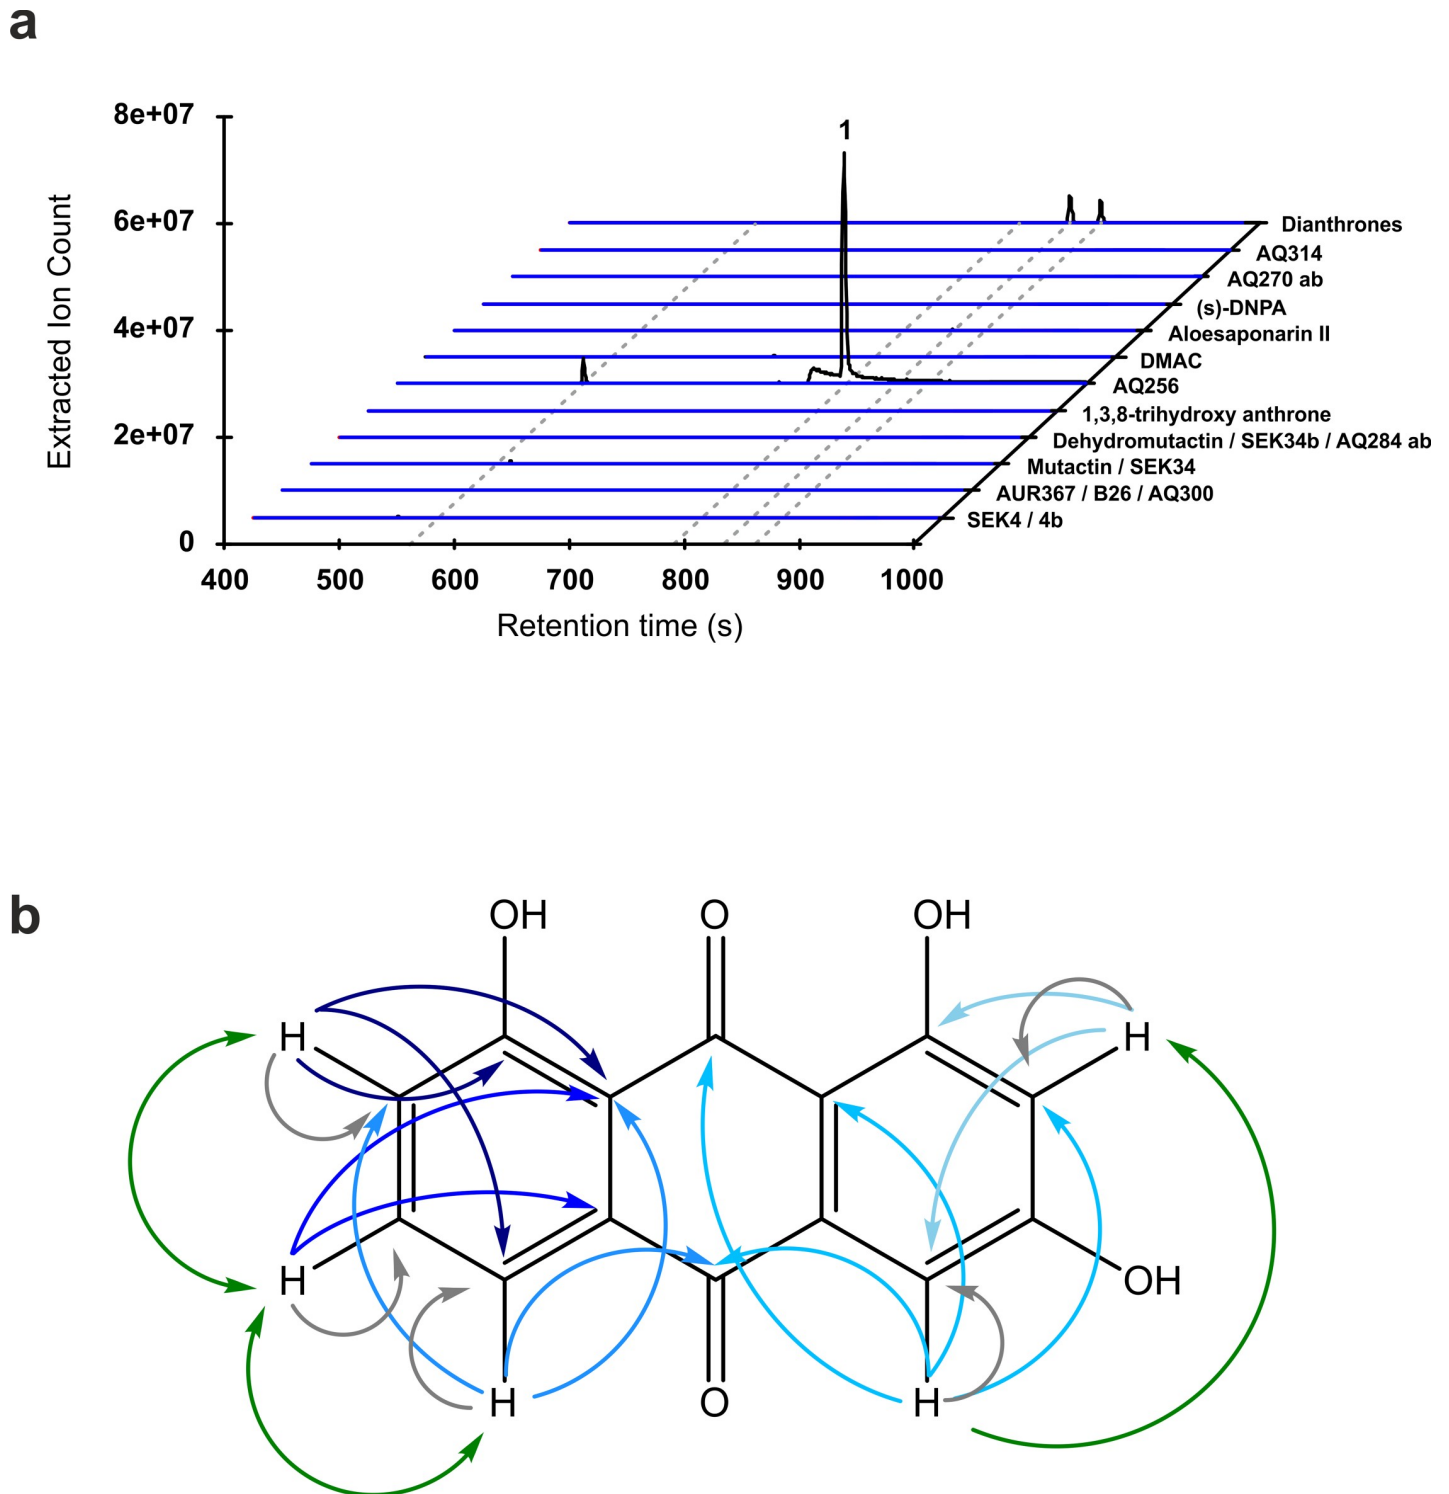 a
8e+07
6e+07
4e+07
2e+07
0
Extracted Ion Count
1
Dianthrones
AQ314
AQ270 ab
(s)-DNPA
Aloesaponarin II
DMAC
AQ256
1,3,8-trihydroxy anthrone
Dehydromutactin / SEK34b / AQ284 ab
Mutactin / SEK34
AUR367 / B26 / AQ300
SEK4 / 4b
400 500 600 700 800 900 1000
Retention time (s)
b
OH O OH
H H
H OH
H O H